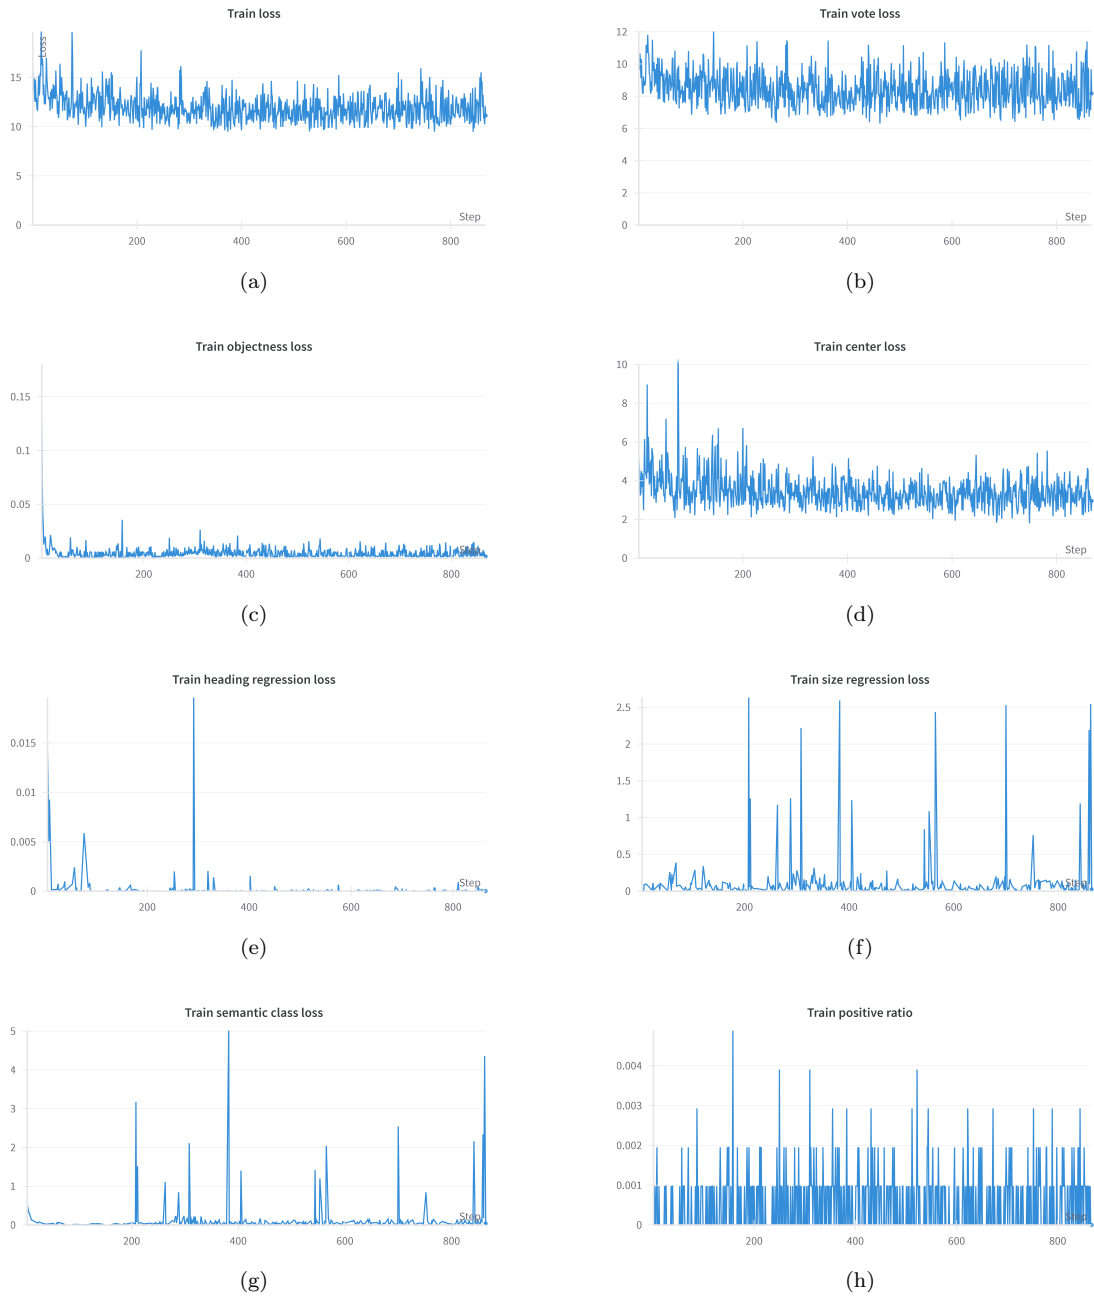 Train loss
Loss
15
10
5
0
Step
200 400 600 800
(a)
Train vote loss
12
10
8
6
4
2
0
Step
200 400 600 800
(b)
Train objectness loss
0.15
0.1
0.05
0
Step
200 400 600 800
(c)
Train center loss
10
8
6
4
2
0
Step
200 400 600 800
(d)
Train heading regression loss
0.015
0.01
0.005
0
Step
200 400 600 800
(e)
Train size regression loss
2.5
2
1.5
1
0.5
0
Step
200 400 600 800
(f)
Train semantic class loss
5
4
3
2
1
0
Step
200 400 600 800
(g)
Train positive ratio
0.004
0.003
0.002
0.001
0
Step
200 400 600 800
(h)